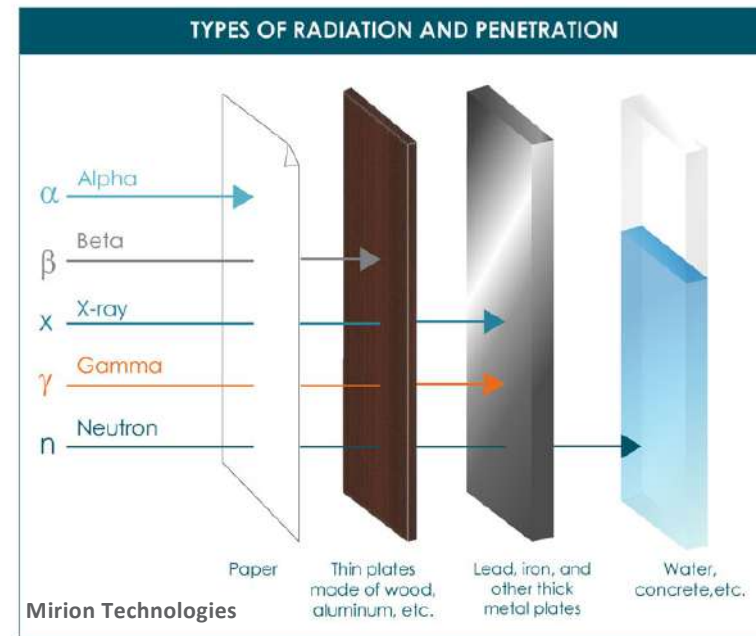 TYPES OF RADIATION AND PENETRATION
α Alpha
β Beta
x X-ray
γ Gamma
n Neutron
Paper
Thin plates
made of wood,
aluminum, etc.
Lead, iron, and
other thick
metal plates
Water,
concrete,etc.
Mirion Technologies